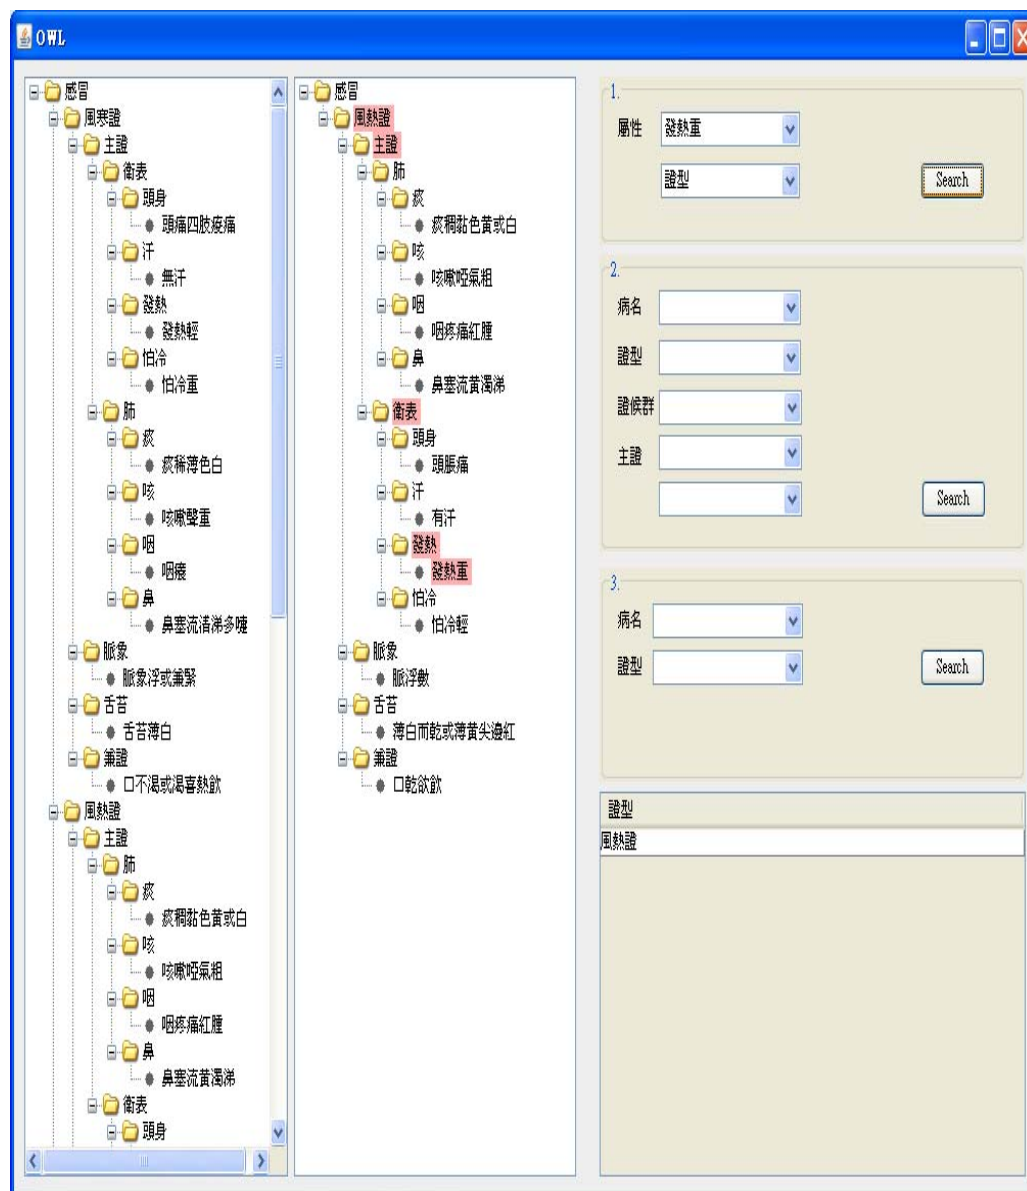 OWL
感冒
風寒證
主證
衛表
頭身
頭痛四肢痠痛
汗
無汗
發熱
發熱輕
怕冷
怕冷重
肺
痰
痰稀薄色白
咳
咳嗽聲重
咽
咽癢
鼻
鼻塞流清涕多嚏
脈象
脈象浮或兼緊
舌苔
舌苔薄白
兼證
口不渴或渴喜熱飲
風熱證
主證
肺
痰
痰稠黏色黃或白
咳
咳嗽啞氣粗
咽
咽疼痛紅腫
鼻
鼻塞流黃濁涕
衛表
頭身
感冒
風熱證
主證
肺
痰
痰稠黏色黃或白
咳
咳嗽啞氣粗
咽
咽疼痛紅腫
鼻
鼻塞流黃濁涕
衛表
頭身
頭脹痛
汗
有汗
發熱
發熱重
怕冷
怕冷輕
脈象
脈浮數
舌苔
薄白而乾或薄黃尖邊紅
兼證
口乾欲飲
1.
屬性 發熱重
證型 Search
2.
病名
證型
證候群
主證
Search
3.
病名
證型 Search
證型
風熱證